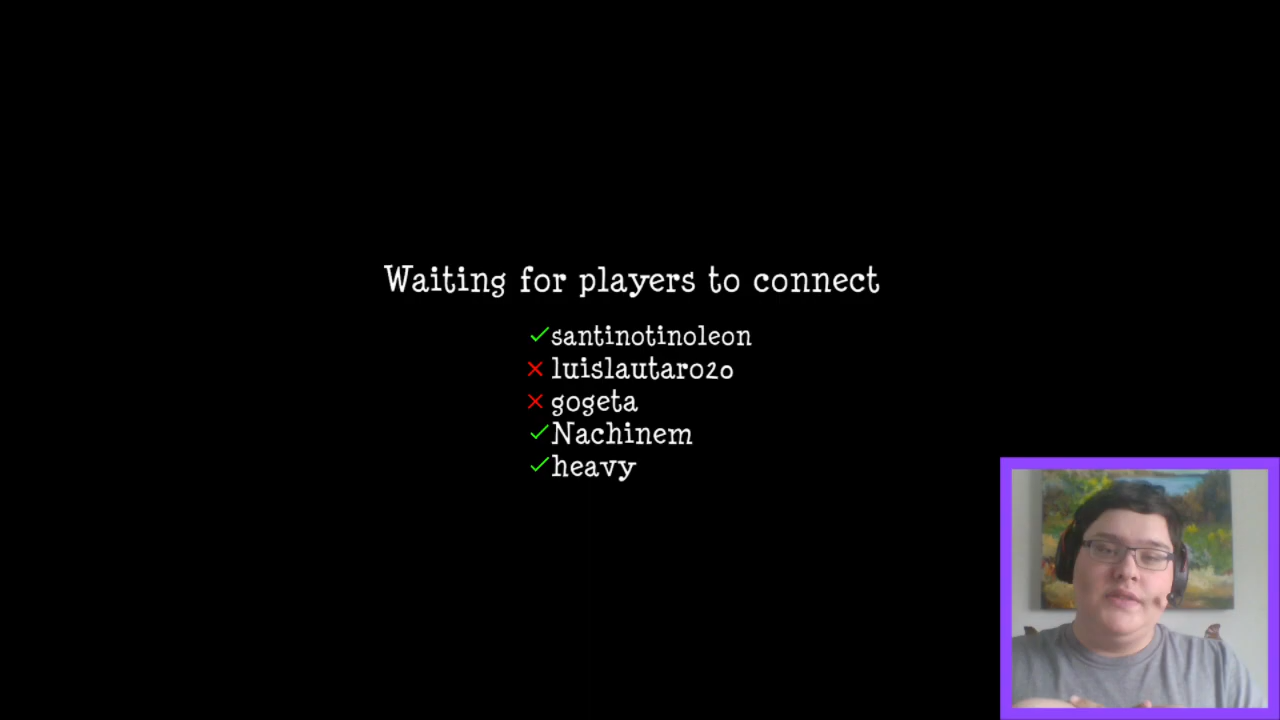 Waiting for players to connect
santinotinoleon
luislautaro20
gogeta
Nachinem
heavy